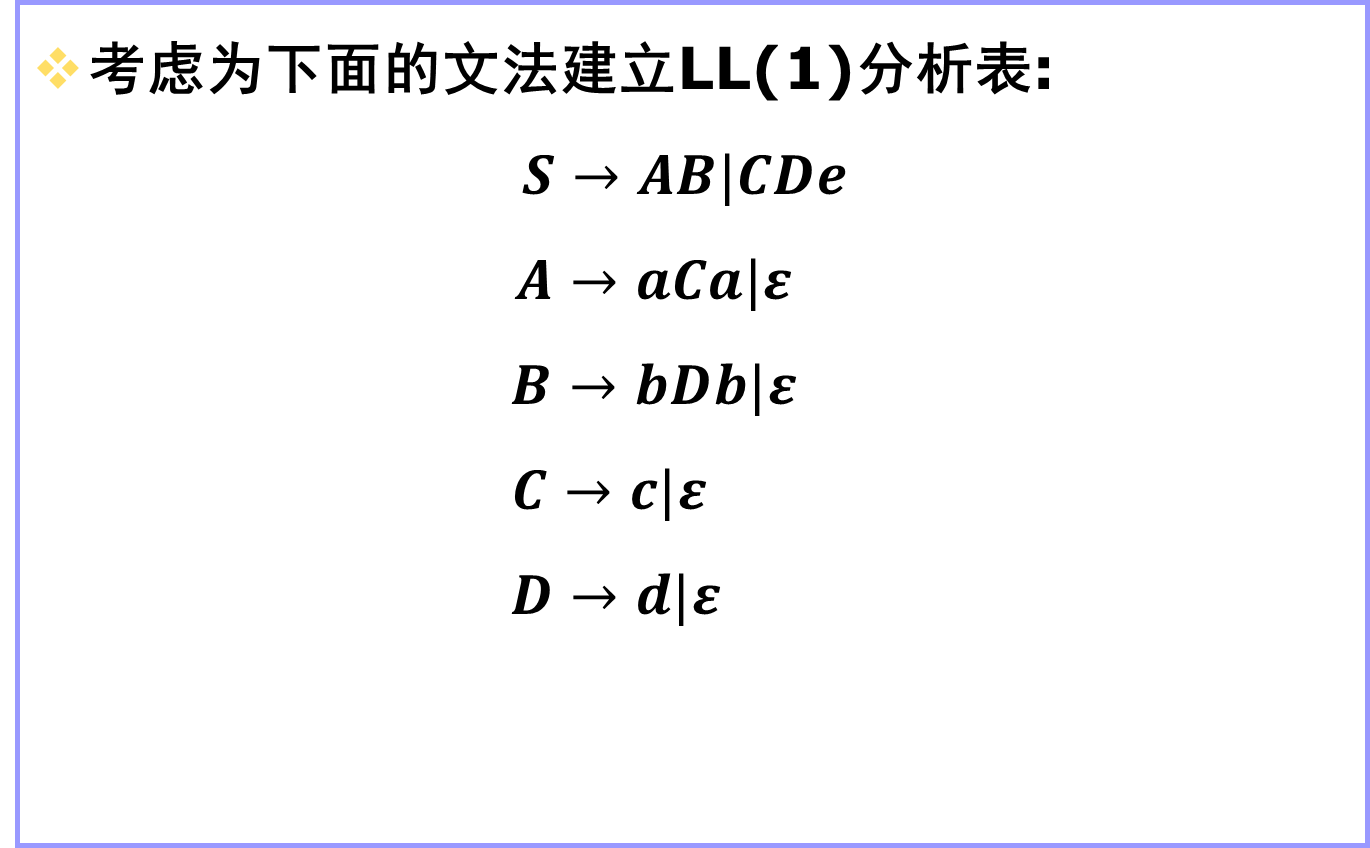 考虑为下面的文法建立LL(1)分析表:
S → AB|CDe
A → aCa|ε
B → bDb|ε
C → c|ε
D → d|ε